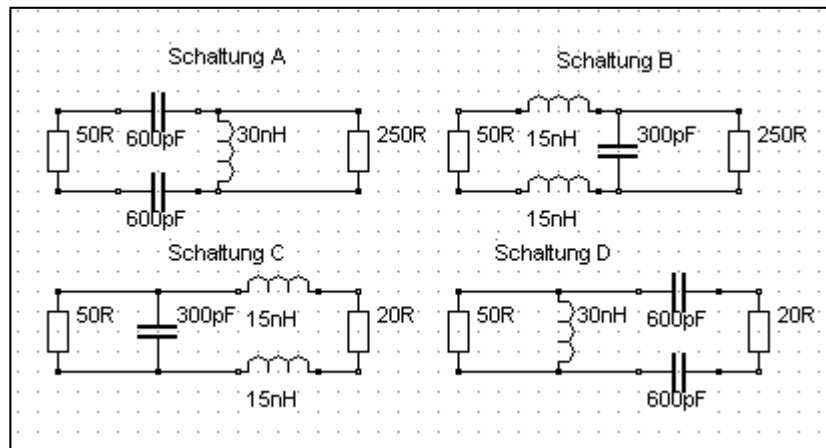 Schaltung A
50R
600pF
30nH
250R
600pF
Schaltung B
50R
15nH
300pF
250R
15nH
Schaltung C
50R
300pF
15nH
20R
15nH
Schaltung D
50R
30nH
600pF
20R
600pF